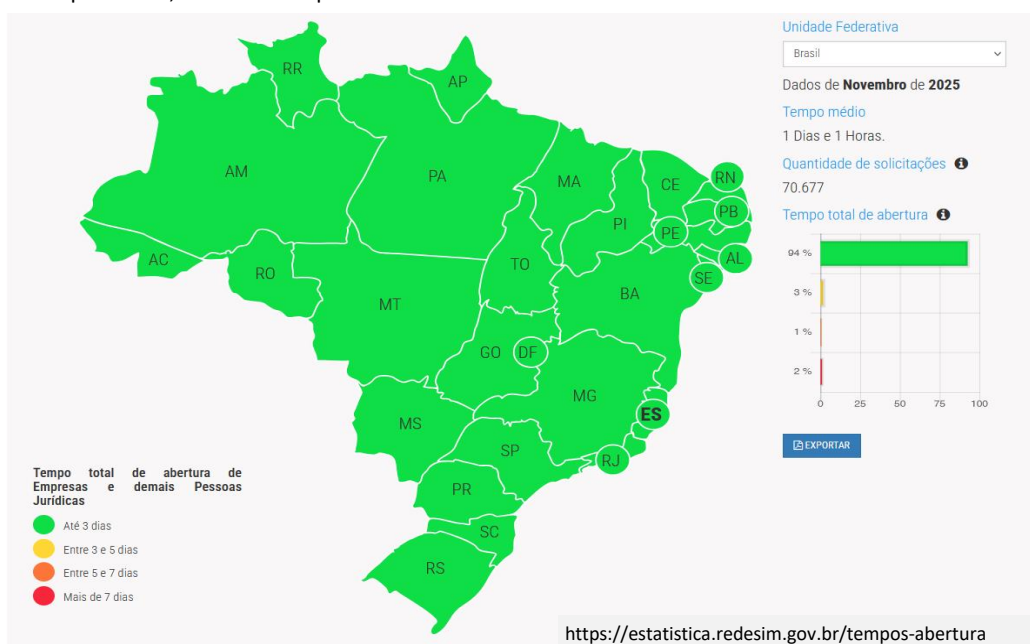 Unidade Federativa
Brasil
Dados de Novembro de 2025
Tempo médio
1 Dias e 1 Horas.
Quantidade de solicitações
70.677
Tempo total de abertura
94 %
3 %
1 %
2 %
0 25 50 75 100
EXPORTAR
RR
AP
AM
PA
MA
CE
RN
PB
PI
PE
AL
SE
AC
RO
TO
BA
MT
GO
DF
MG
ES
MS
SP
RJ
PR
SC
RS
Tempo total de abertura de
Empresas e demais Pessoas
Jurídicas
Até 3 dias
Entre 3 e 5 dias
Entre 5 e 7 dias
Mais de 7 dias
https://estatistica.redesim.gov.br/tempos-abertura